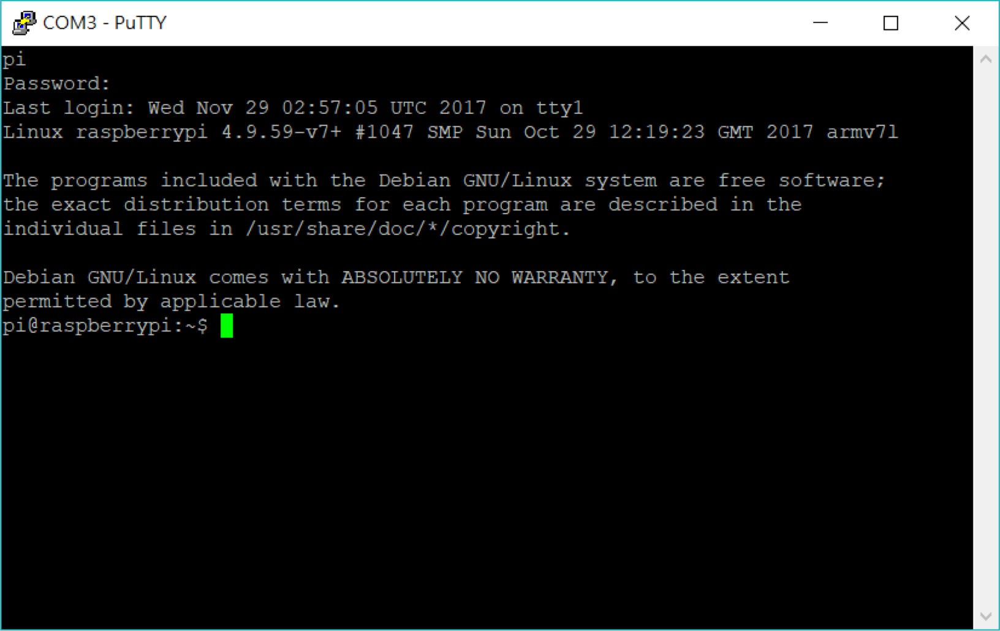 COM3 - PuTTY
pi
Password:
Last login: Wed Nov 29 02:57:05 UTC 2017 on tty1
Linux raspberrypi 4.9.59-v7+ #1047 SMP Sun Oct 29 12:19:23 GMT 2017 armv7l
The programs included with the Debian GNU/Linux system are free software;
the exact distribution terms for each program are described in the
individual files in /usr/share/doc/*/copyright.
Debian GNU/Linux comes with ABSOLUTELY NO WARRANTY, to the extent
permitted by applicable law.
pi@raspberrypi:~$